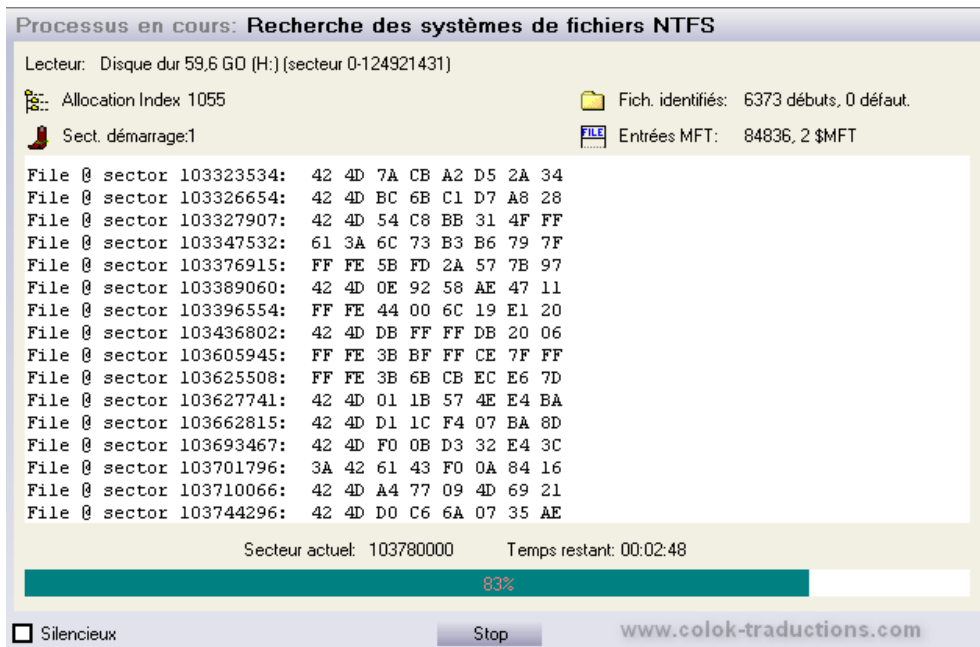 Processus en cours: Recherche des systèmes de fichiers NTFS
Lecteur: Disque dur 59,6 GO (H:) (secteur 0-124921431)
Allocation Index 1055
Fich. identifiés: 6373 débuts, 0 défaut.
Sect. démarrage:1
FILE Entrées MFT: 84836, 2 $MFT
File @ sector 103323534: 42 4D 7A CB A2 D5 2A 34
File @ sector 103326654: 42 4D BC 6B C1 D7 A8 28
File @ sector 103327907: 42 4D 54 C8 BB 31 4F FF
File @ sector 103347532: 61 3A 6C 73 B3 B6 79 7F
File @ sector 103376915: FF FE 5B FD 2A 57 7B 97
File @ sector 103389060: 42 4D 0E 92 58 AE 47 11
File @ sector 103396554: FF FE 44 00 6C 19 E1 20
File @ sector 103436802: 42 4D DB FF FF DB 20 06
File @ sector 103605945: FF FE 3B BF FF CE 7F FF
File @ sector 103625508: FF FE 3B 6B CB EC E6 7D
File @ sector 103627741: 42 4D 01 1B 57 4E E4 BA
File @ sector 103662815: 42 4D D1 1C F4 07 BA 8D
File @ sector 103693467: 42 4D F0 0B D3 32 E4 3C
File @ sector 103701796: 3A 42 61 43 F0 0A 84 16
File @ sector 103710066: 42 4D A4 77 09 4D 69 21
File @ sector 103744296: 42 4D D0 C6 6A 07 35 AE
Secteur actuel: 103780000 Temps restant: 00:02:48
83%
Silencieux
Stop
www.colok-traductions.com